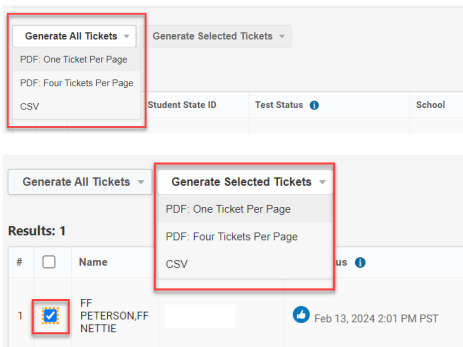 Generate All Tickets Generate Selected Tickets
PDF: One Ticket Per Page
PDF: Four Tickets Per Page
CSV
Student State ID Test Status School
Generate All Tickets Generate Selected Tickets
PDF: One Ticket Per Page
PDF: Four Tickets Per Page
Results: 1
CSV
# Name us
1 FF PETERSON,FF NETTIE Feb 13, 2024 2:01 PM PST